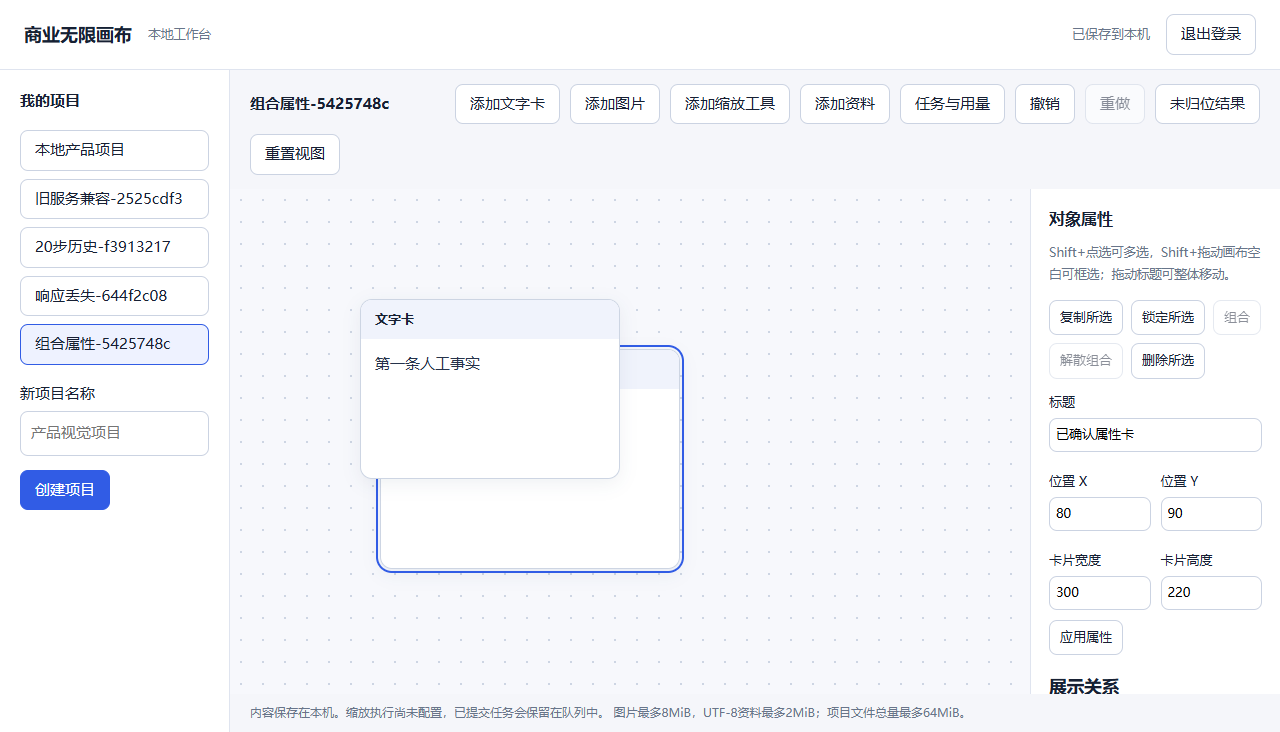 商业无限画布 本地工作台 已保存到本机 退出登录
我的项目
本地产品项目
旧服务兼容-2525cdf3
20步历史-f3913217
响应丢失-644f2c08
组合属性-5425748c
新项目名称
产品视觉项目
创建项目
组合属性-5425748c 添加文字卡 添加图片 添加缩放工具 添加资料 任务与用量 撤销 重做 未归位结果
重置视图
文字卡
第一条人工事实
对象属性
Shift+点选可多选，Shift+拖动画布空
白可框选；拖动标题可整体移动。
复制所选 锁定所选 组合
解散组合 删除所选
标题
已确认属性卡
位置 X 位置 Y
80 90
卡片宽度 卡片高度
300 220
应用属性
展示关系
内容保存在本机。缩放执行尚未配置，已提交任务会保留在队列中。 图片最多8MiB，UTF-8资料最多2MiB；项目文件总量最多64MiB。